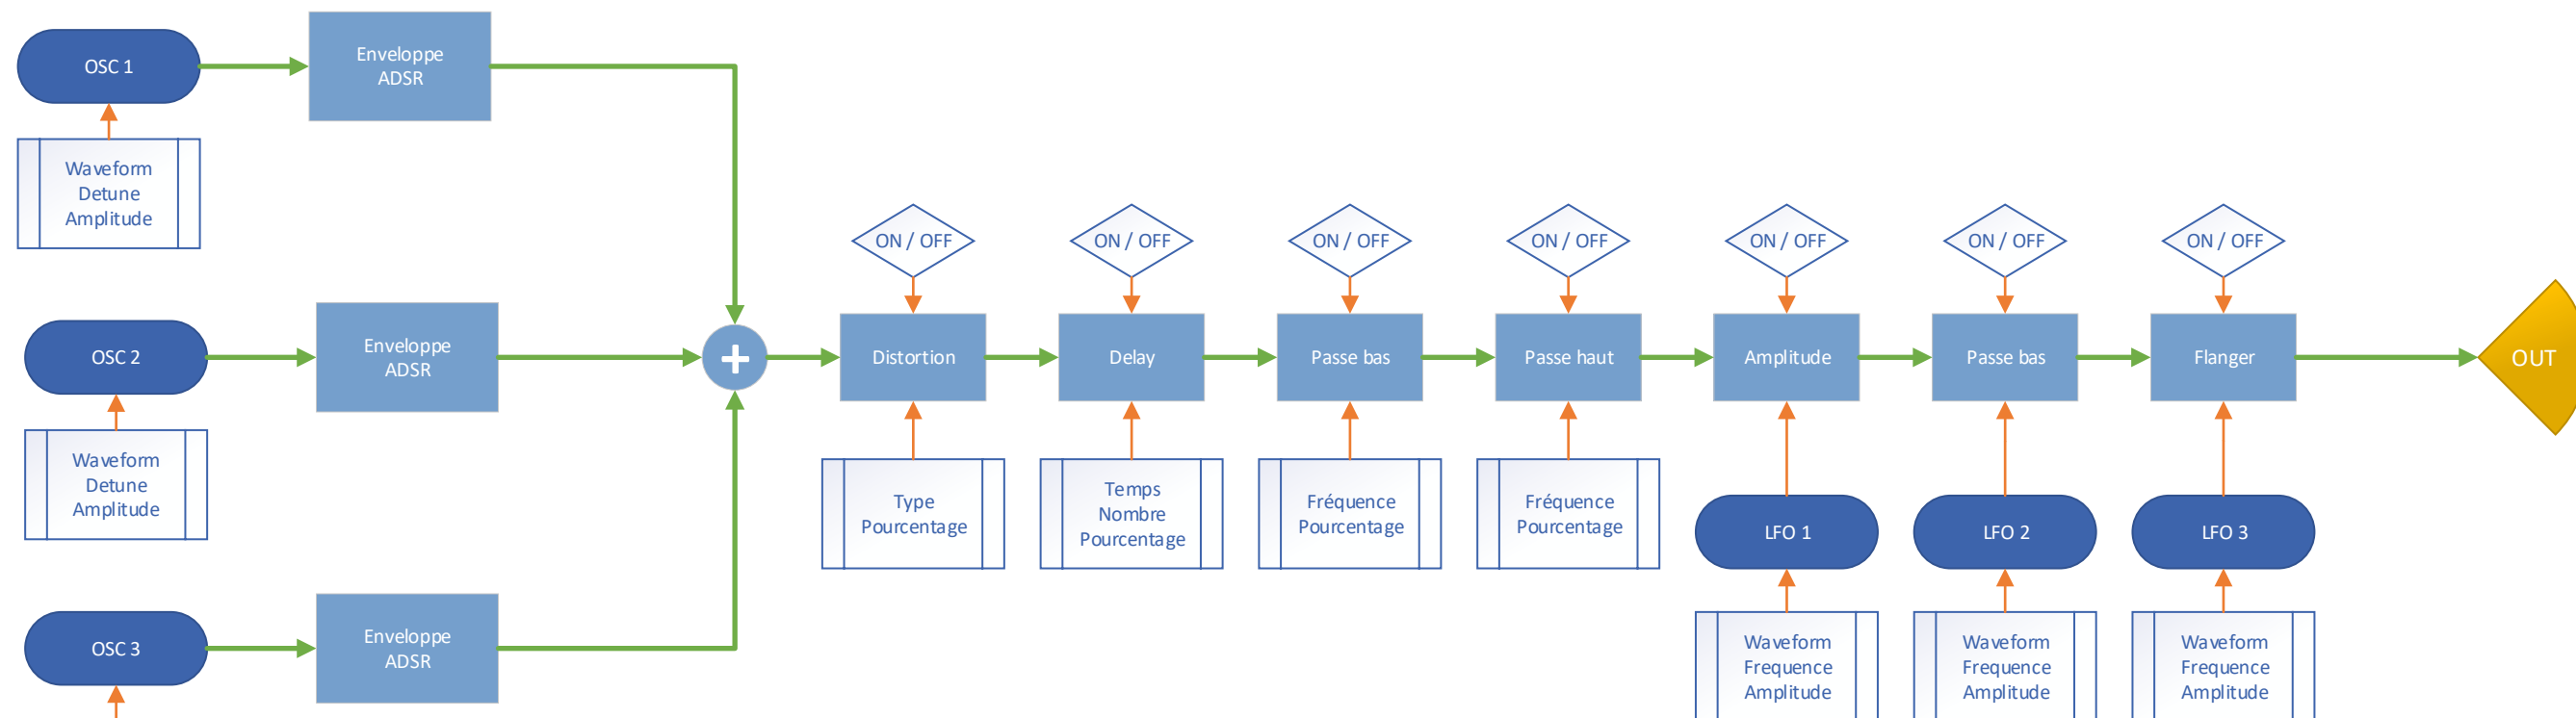 OSC 1
Enveloppe
ADSR
Waveform
Detune
Amplitude
ON / OFF
ON / OFF
ON / OFF
ON / OFF
ON / OFF
ON / OFF
ON / OFF
OSC 2
Enveloppe
ADSR
+
Distortion
Delay
Passe bas
Passe haut
Amplitude
Passe bas
Flanger
OUT
Waveform
Detune
Amplitude
Type
Pourcentage
Temps
Nombre
Pourcentage
Fréquence
Pourcentage
Fréquence
Pourcentage
LFO 1
LFO 2
LFO 3
OSC 3
Enveloppe
ADSR
Waveform
Frequence
Amplitude
Waveform
Frequence
Amplitude
Waveform
Frequence
Amplitude